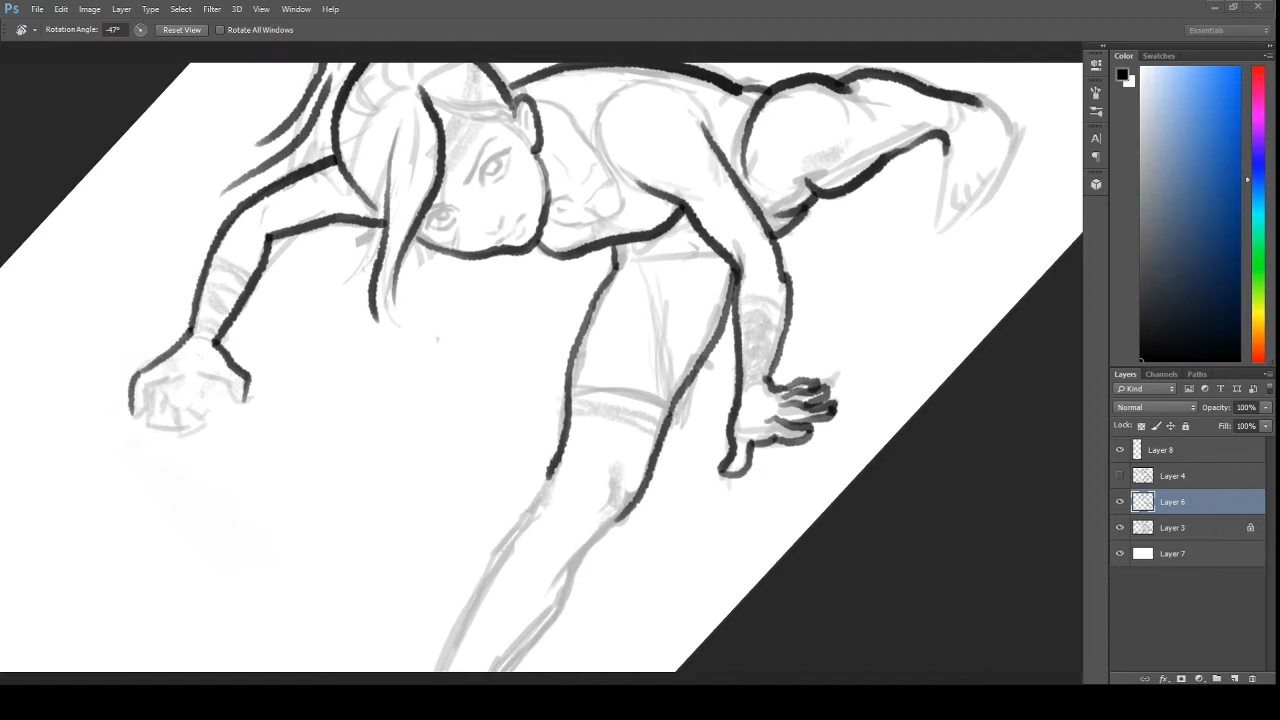 Ps File Edit Image Layer Type Select Filter 3D View Window Help
Rotation Angle: -47° Reset View Rotate All Windows Essentials
Color Swatches
A
Layers Channels Paths
Kind T
Normal Opacity: 100%
Lock: Fill: 100%
Layer 8
Layer 4
Layer 6
Layer 3
Layer 7
fx